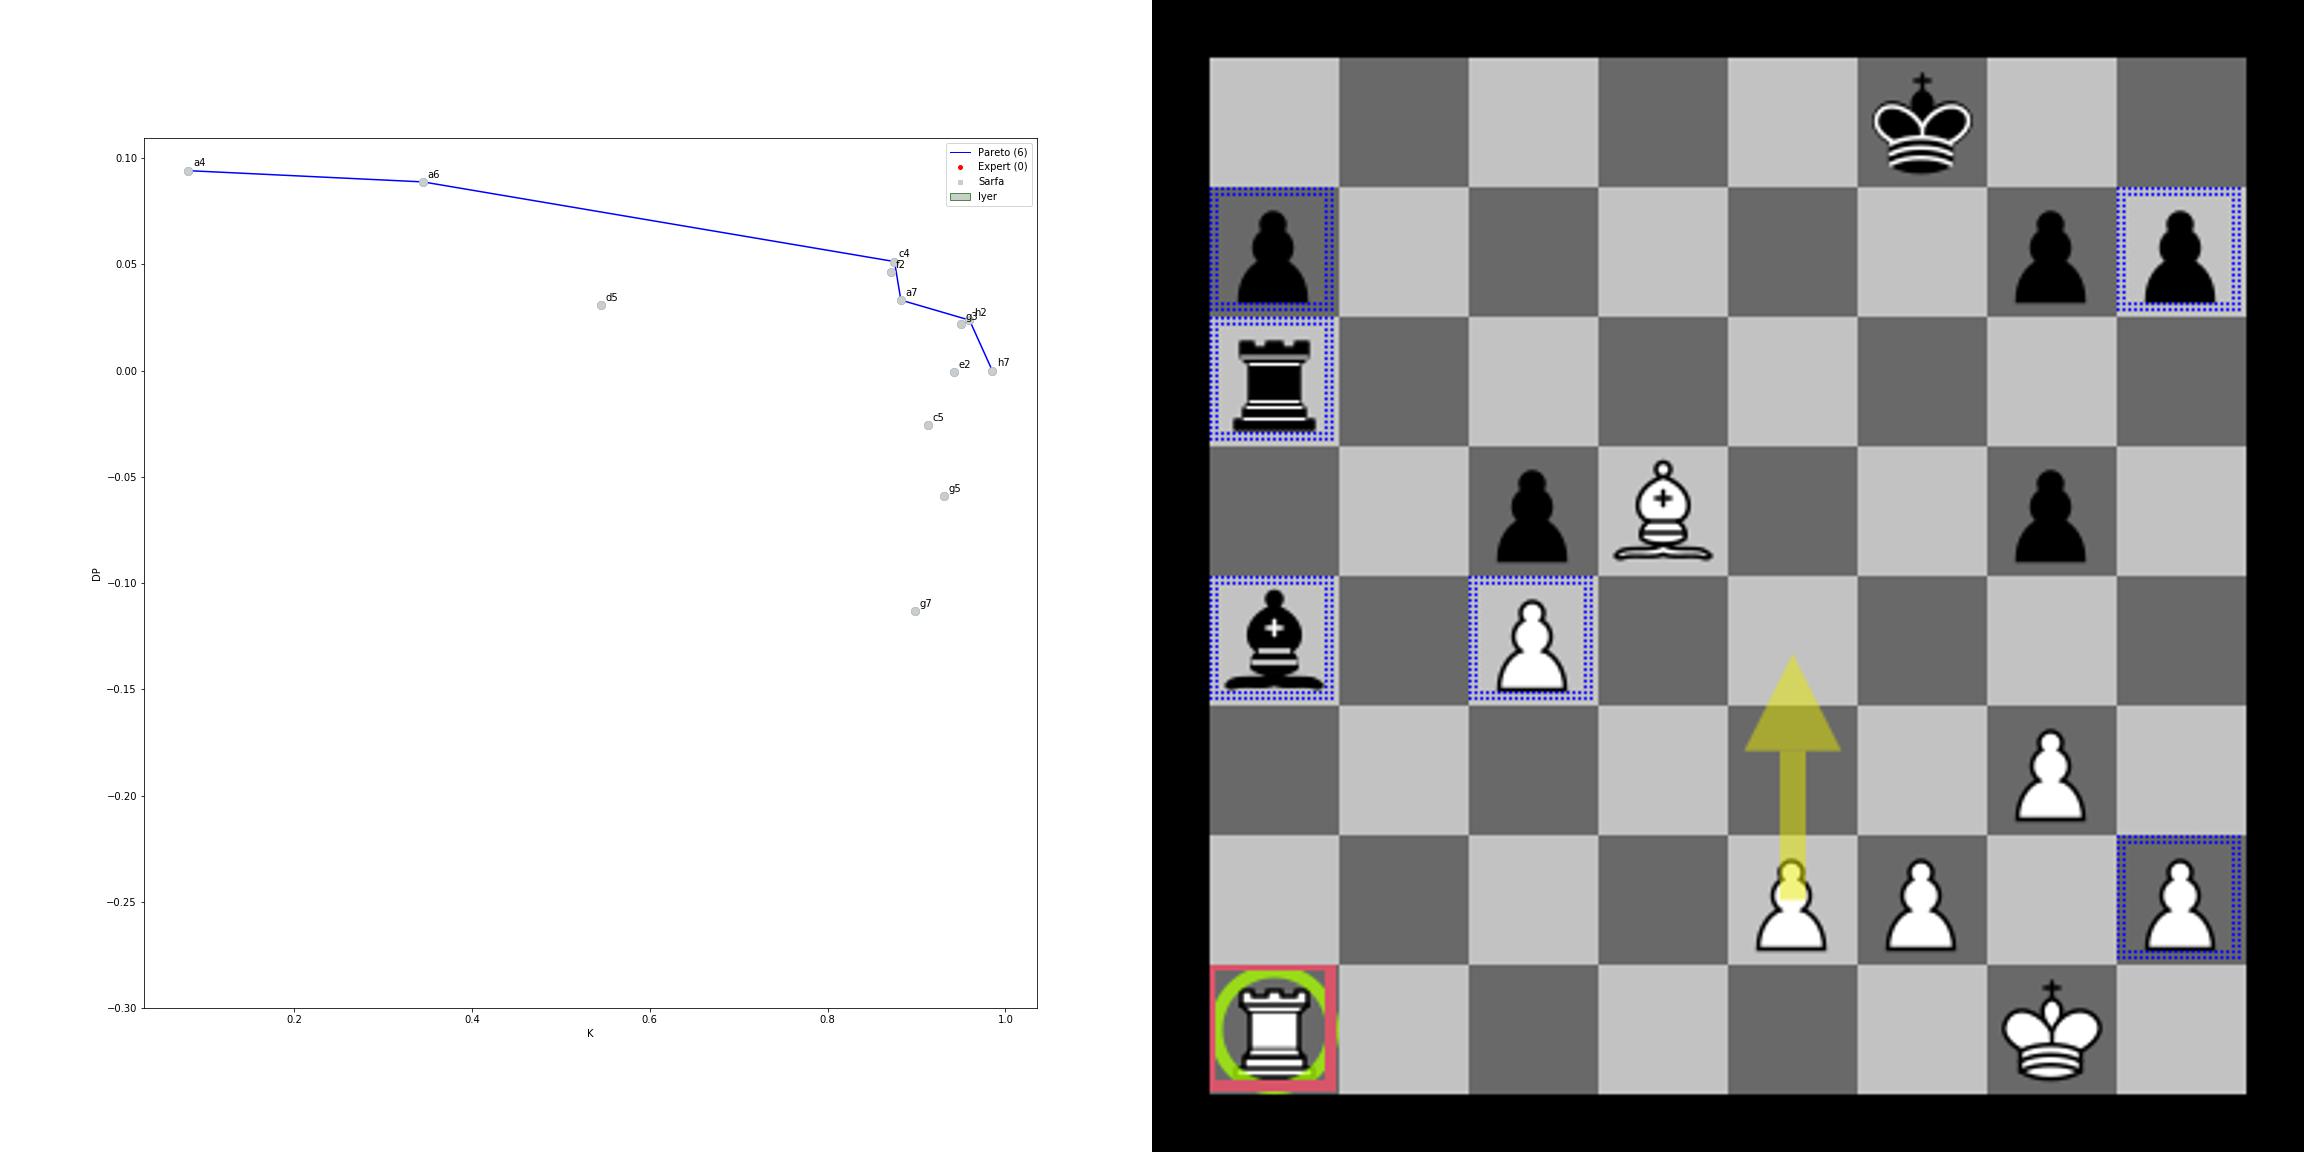 0.10
0.05
0.00
−0.05
−0.10
−0.15
−0.20
−0.25
−0.30
DP
0.2
0.4
0.6
0.8
1.0
K
Pareto (6)
Expert (0)
Sarfa
Iyer
a4
a6
c4
f2
a7
d5
h2
g3
e2
h7
c5
g5
g7